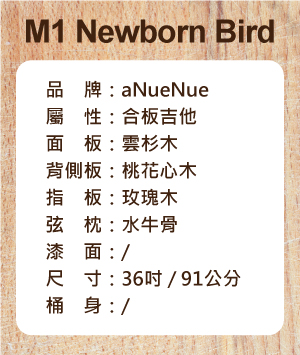 M1 Newborn Bird
品　牌：aNueNue
屬　性：合板吉他
面　板：雲杉木
背側板：桃花心木
指　板：玫瑰木
弦　枕：水牛骨
漆　面：/
尺　寸：36吋 / 91公分
桶　身：/